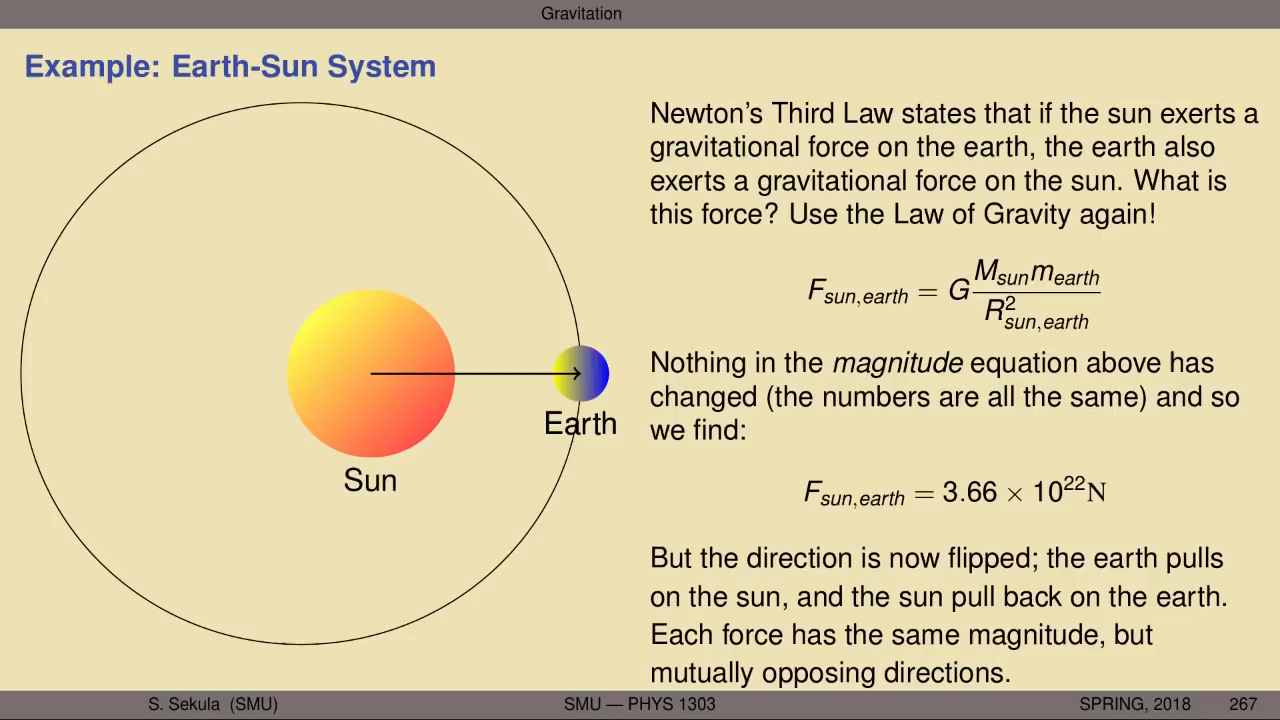 Gravitation
Example: Earth-Sun System
Newton's Third Law states that if the sun exerts a
gravitational force on the earth, the earth also
exerts a gravitational force on the sun. What is
this force? Use the Law of Gravity again!
F_{sun,earth} = G \frac{M_{sun}m_{earth}}{R^2_{sun,earth}}
Nothing in the magnitude equation above has
changed (the numbers are all the same) and so
we find:
F_{sun,earth} = 3.66 × 10^{22}N
But the direction is now flipped; the earth pulls
on the sun, and the sun pull back on the earth.
Each force has the same magnitude, but
mutually opposing directions.
Earth
Sun
S. Sekula (SMU)
SMU — PHYS 1303
SPRING, 2018
267